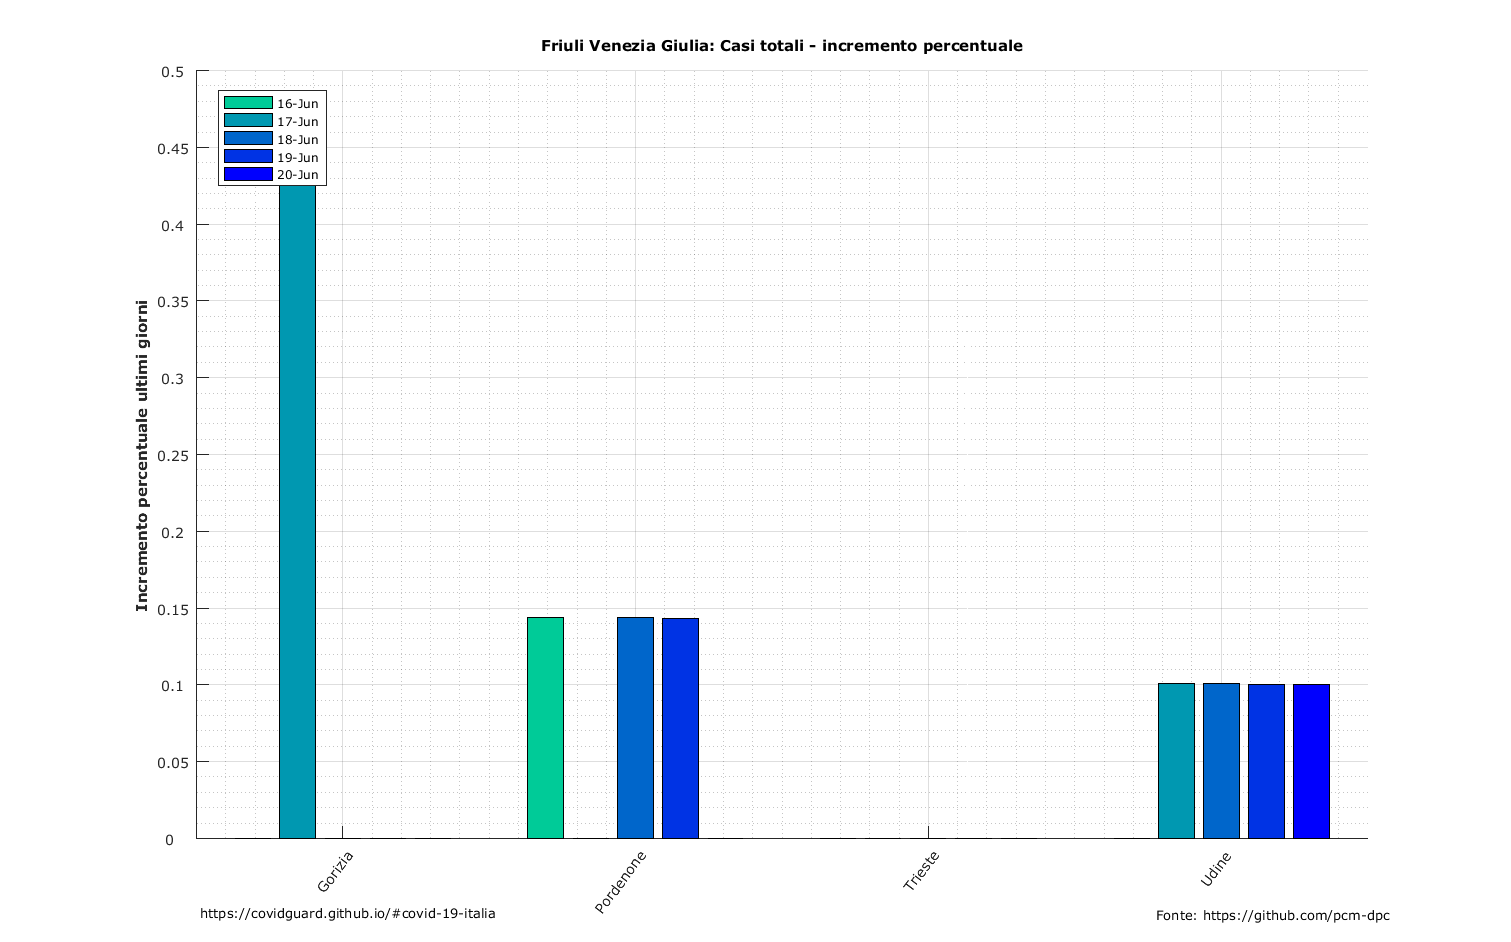 Friuli Venezia Giulia: Casi totali - incremento percentuale
0.5
0.45
0.4
0.35
0.3
0.25
0.2
0.15
0.1
0.05
0
Incremento percentuale ultimi giorni
16-Jun
17-Jun
18-Jun
19-Jun
20-Jun
Gorizia
Pordenone
Trieste
Udine
https://covidguard.github.io/#covid-19-italia
Fonte: https://github.com/pcm-dpc